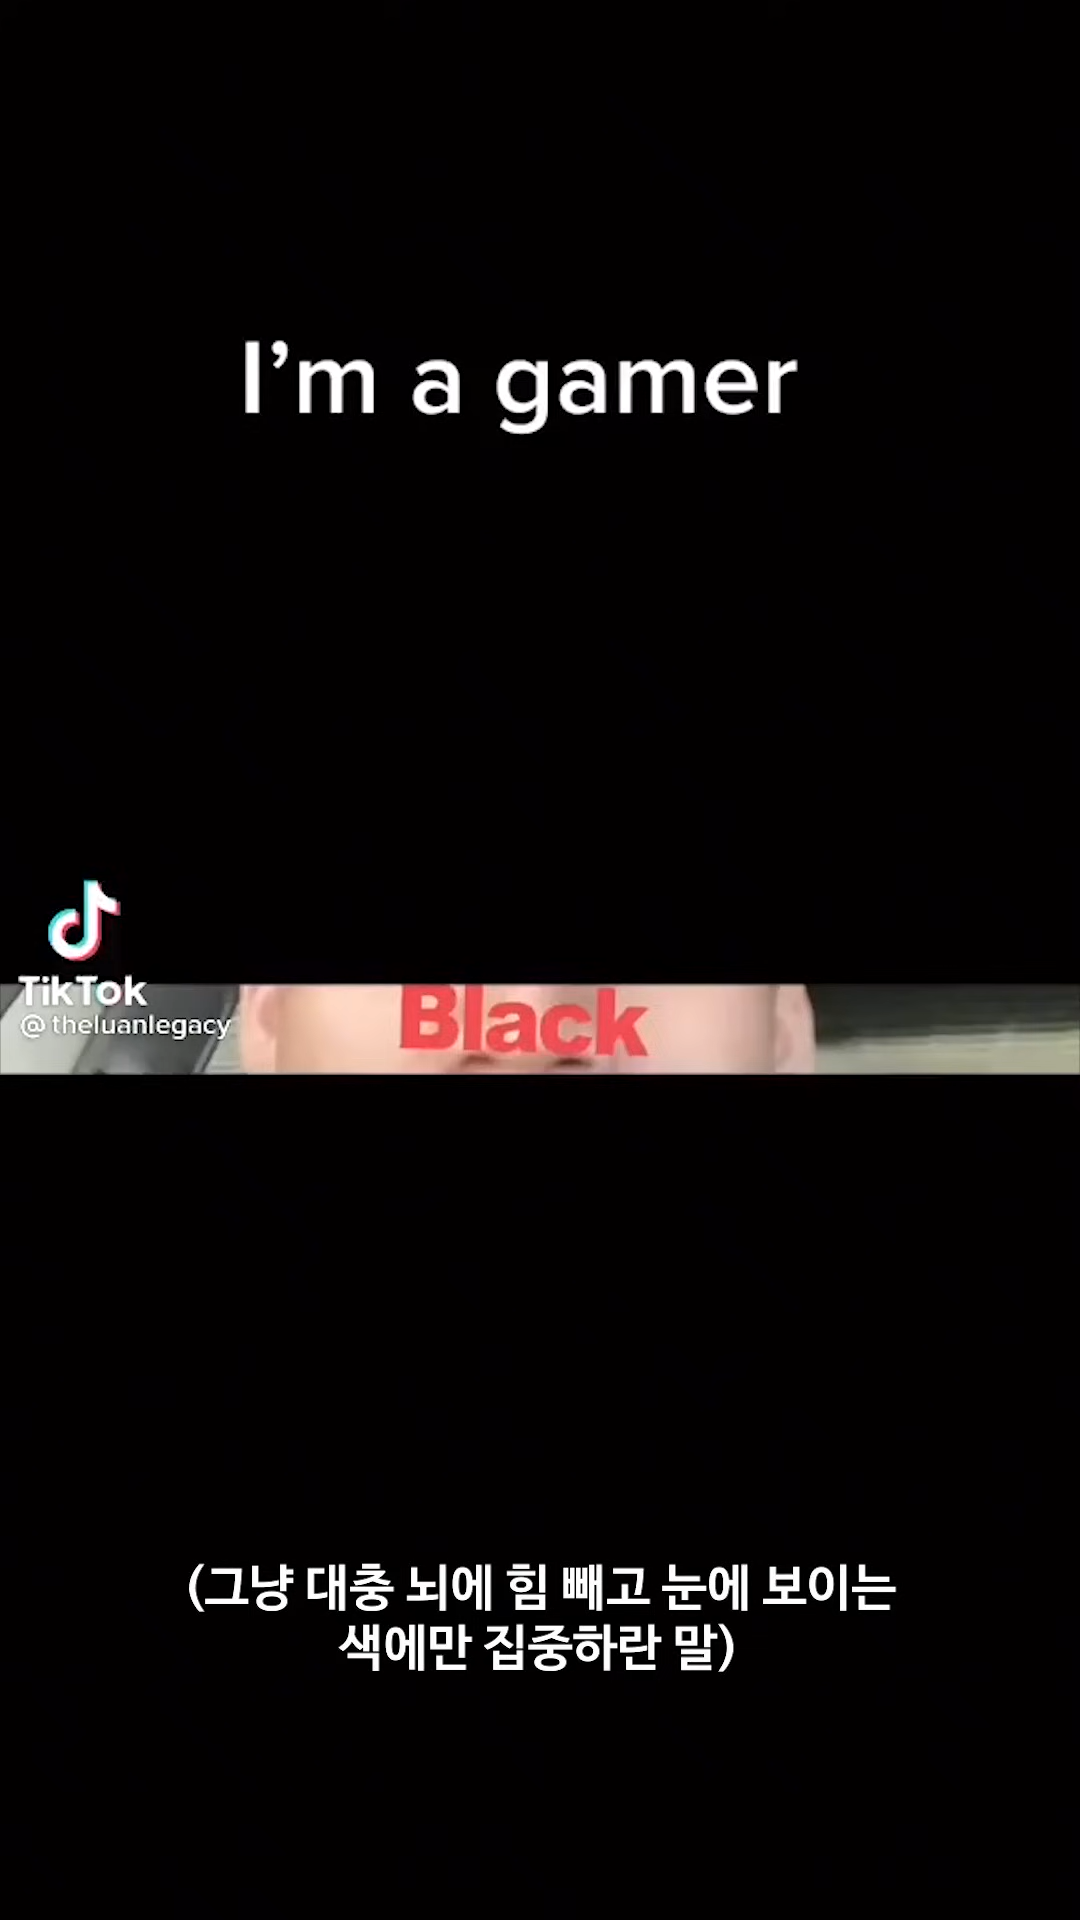 I’m a gamer
TikTok
@theluanlegacy
Black
(그냥 대충 뇌에 힘 빼고 눈에 보이는
색에만 집중하란 말)